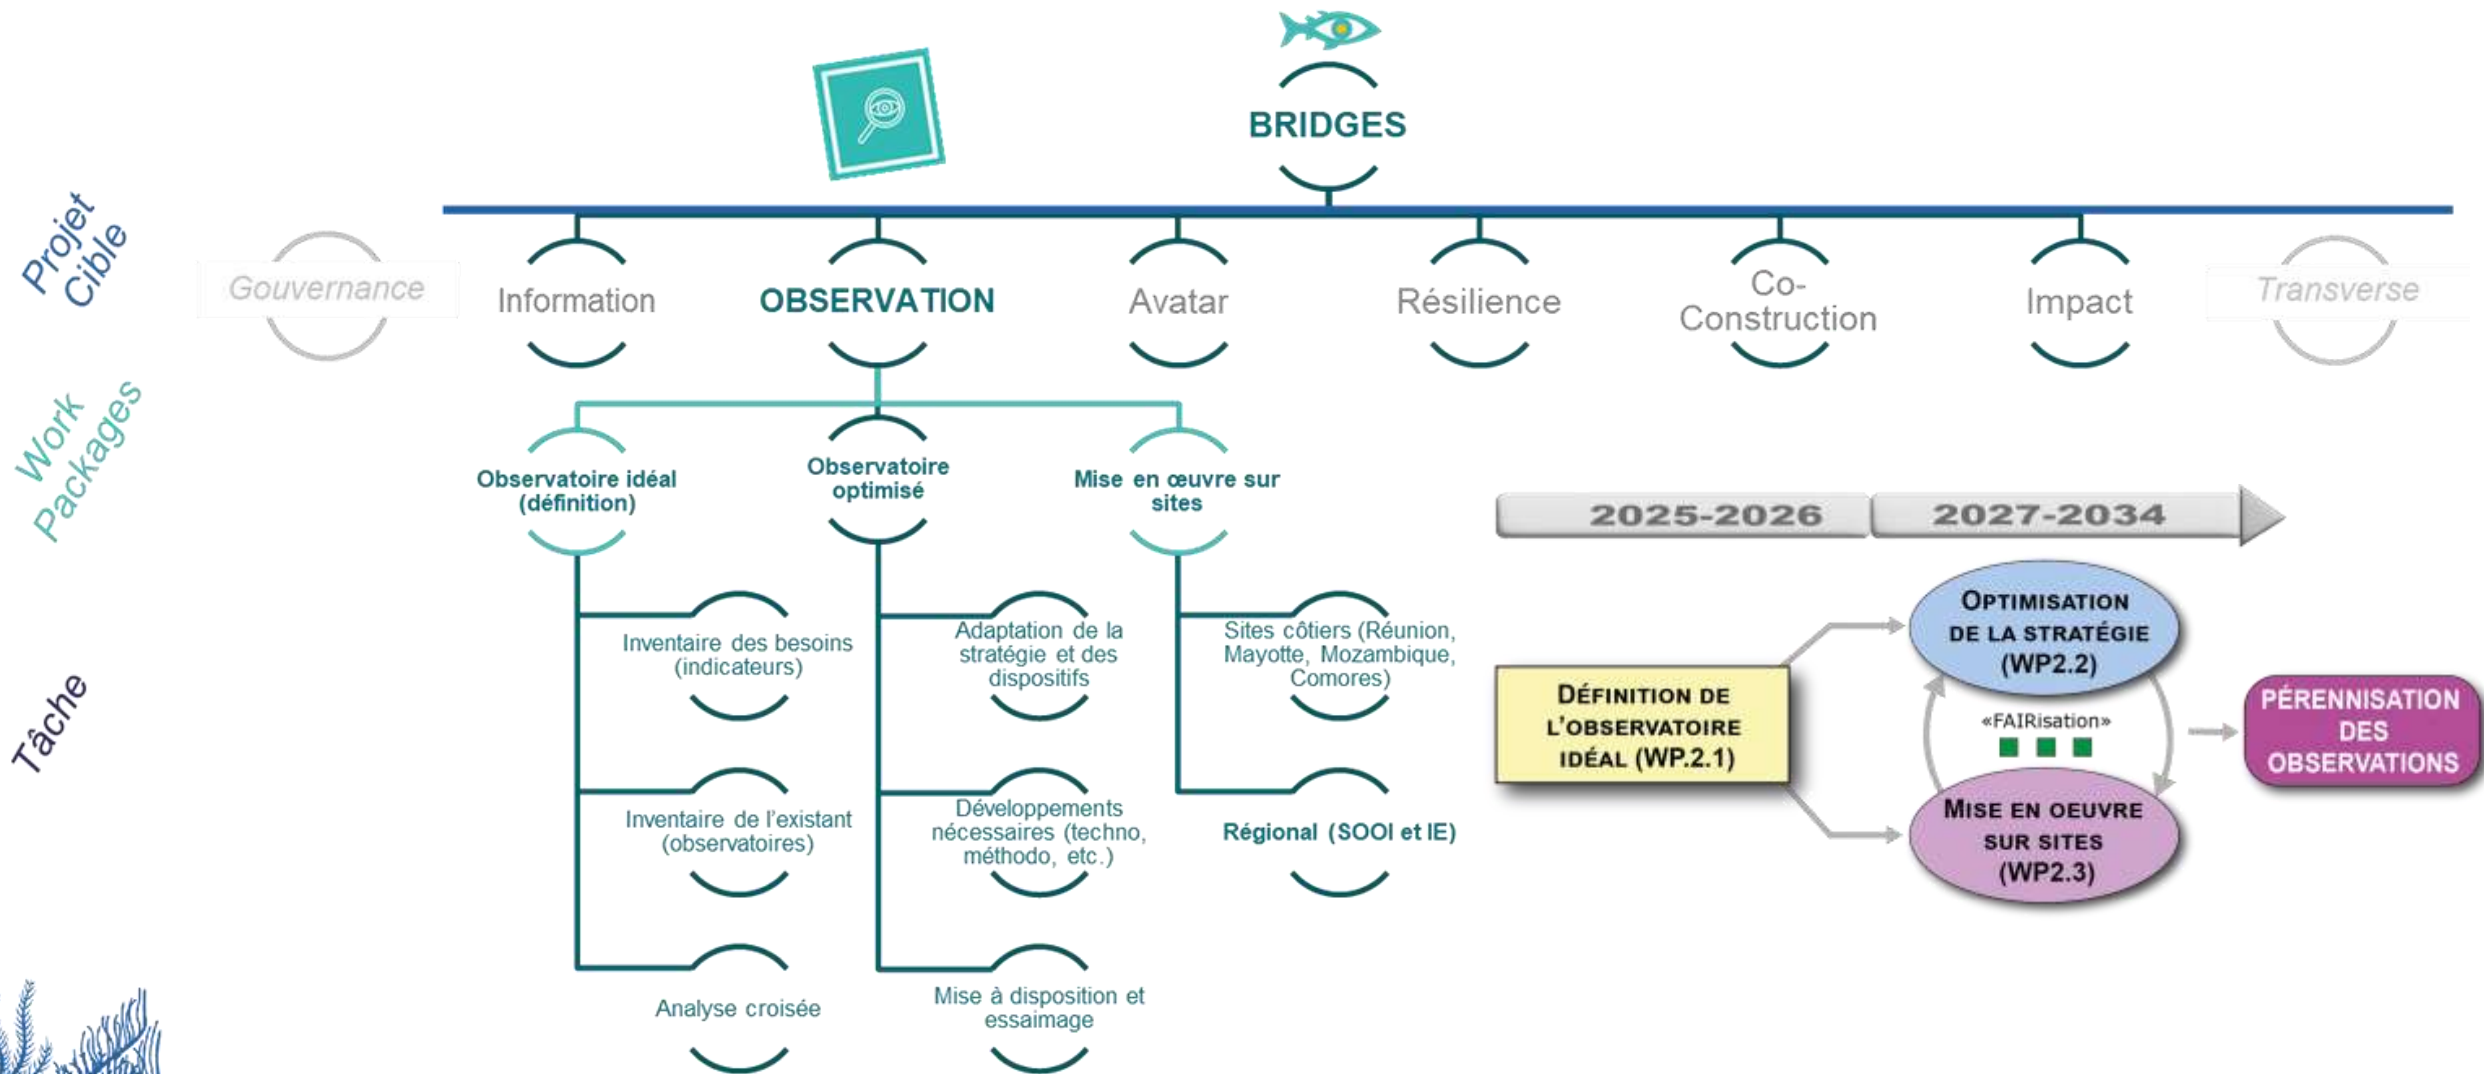 BRIDGES
Projet
Cible
Gouvernance
Information
OBSERVATION
Avatar
Résilience
Co-
Construction
Impact
Transverse
Work
Packages
Observatoire idéal
(définition)
Observatoire
optimisé
Mise en œuvre sur
sites
Tâche
Inventaire des besoins
(indicateurs)
Inventaire de l'existant
(observatoires)
Analyse croisée
Adaptation de la
stratégie et des
dispositifs
Développements
nécessaires (techno,
méthodo, etc.)
Mise à disposition et
essaimage
Sites côtiers (Réunion,
Mayotte, Mozambique,
Comores)
Régional (SOOI et IE)
2025-2026
2027-2034
DÉFINITION DE
L'OBSERVATOIRE
IDÉAL (WP.2.1)
OPTIMISATION
DE LA STRATÉGIE
(WP2.2)
«FAIRisation»
MISE EN OEUVRE
SUR SITES
(WP2.3)
PÉRENNISATION
DES
OBSERVATIONS